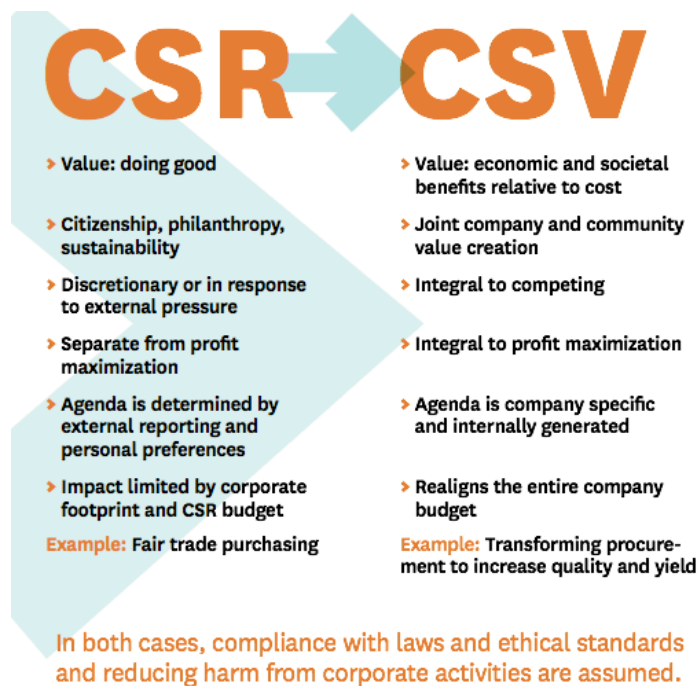 CSR CSV
> Value: doing good
> Value: economic and societal
benefits relative to cost
> Citizenship, philanthropy,
sustainability
> Joint company and community
value creation
> Discretionary or in response
to external pressure
> Integral to competing
> Separate from profit
maximization
> Integral to profit maximization
> Agenda is determined by
external reporting and
personal preferences
> Agenda is company specific
and internally generated
> Impact limited by corporate
footprint and CSR budget
> Realigns the entire company
budget
Example: Fair trade purchasing
Example: Transforming procure-
ment to increase quality and yield
In both cases, compliance with laws and ethical standards
and reducing harm from corporate activities are assumed.